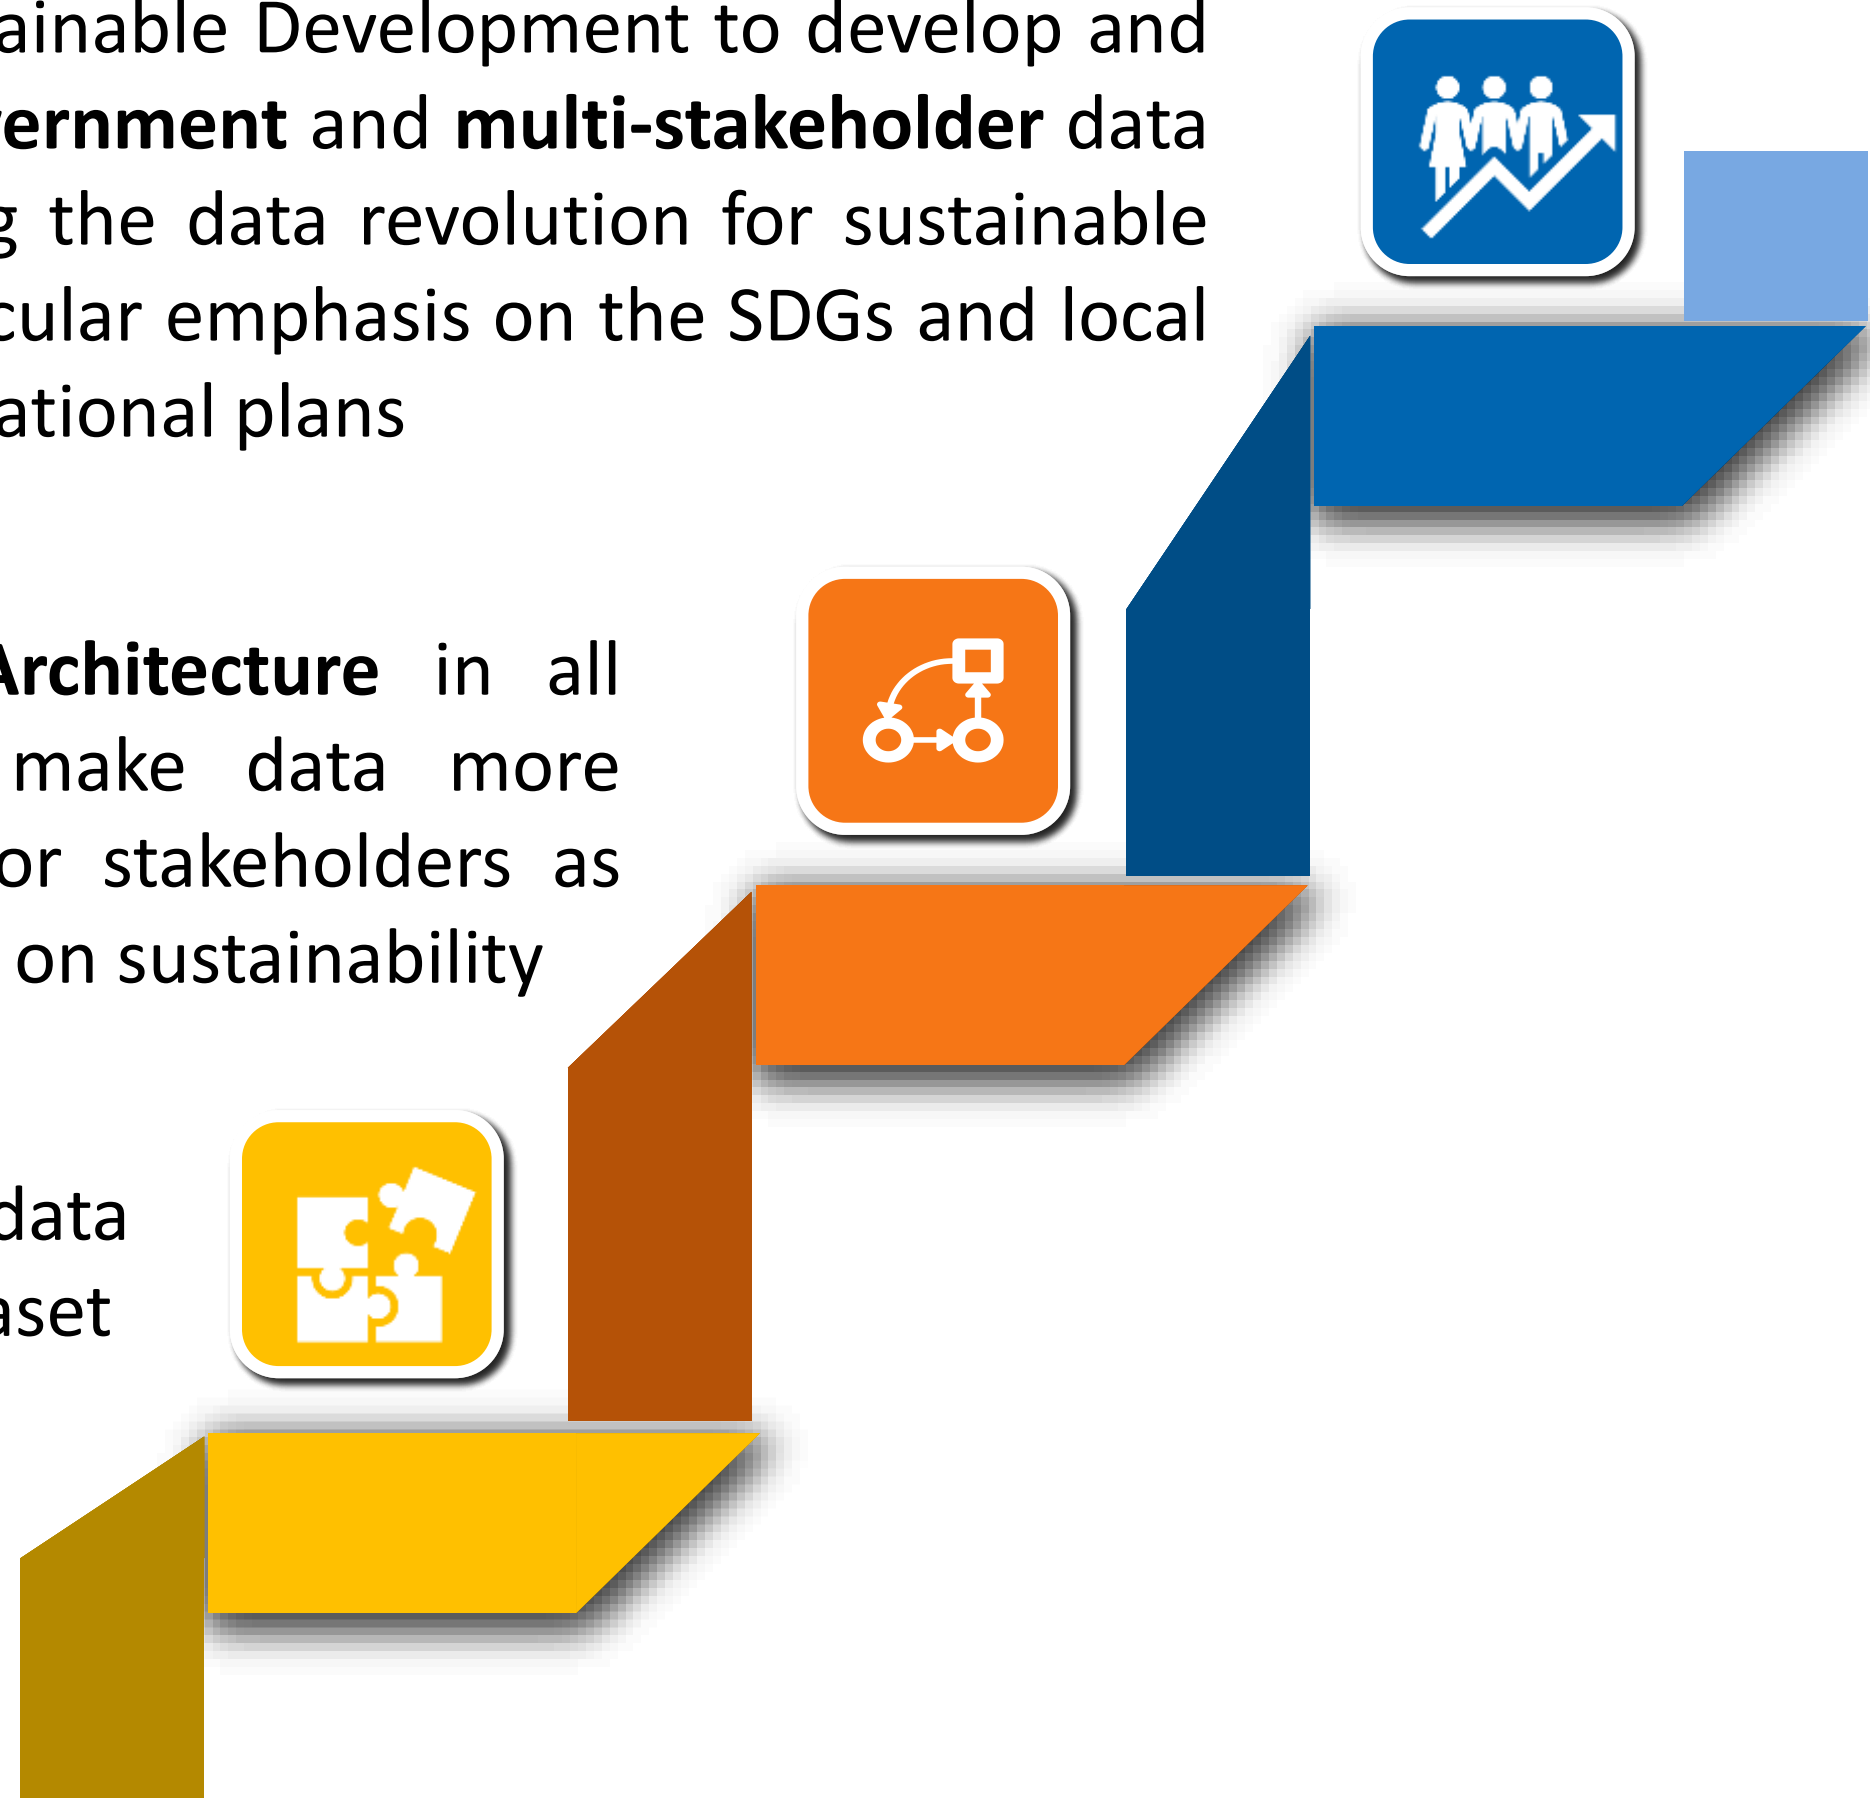 ainable Development to develop and
vernment and multi-stakeholder data
g the data revolution for sustainable
cular emphasis on the SDGs and local
ational plans
Architecture in all
make data more
or stakeholders as
on sustainability
data
aset